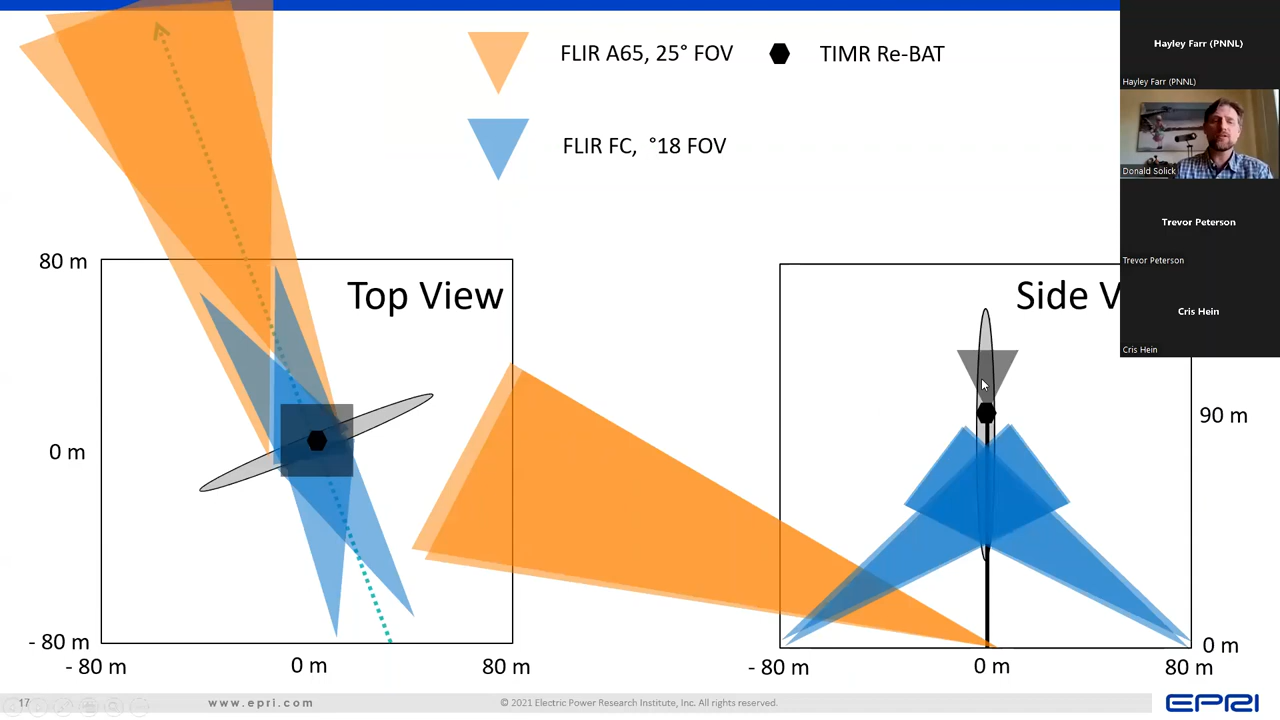 FLIR A65, 25° FOV
TIMR Re-BAT
FLIR FC, °18 FOV
80 m
Top View
0 m
- 80 m
- 80 m
0 m
80 m
Side V
90 m
0 m
- 80 m
0 m
80 m
Hayley Farr (PNNL)
Hayley Farr (PNNL)
Donald Solick
Trevor Peterson
Trevor Peterson
Cris Hein
Cris Hein
17
www.epri.com
© 2021 Electric Power Research Institute, Inc. All rights reserved.
EPRI